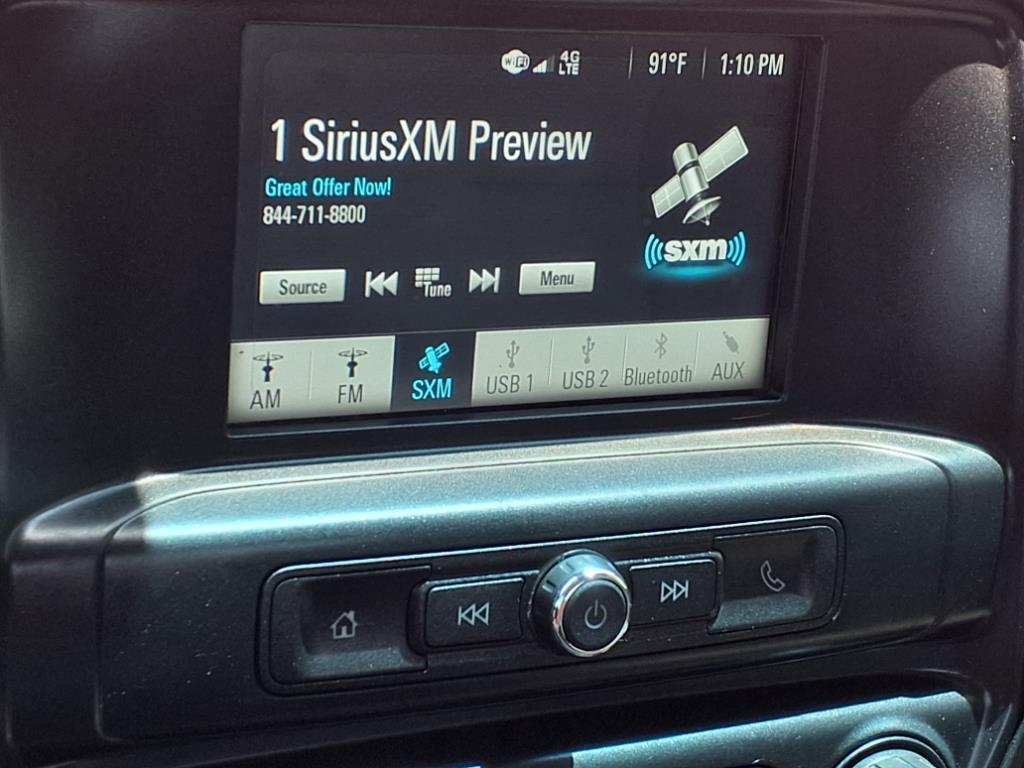 WiFi 4G LTE 91°F 1:10 PM
1 SiriusXM Preview
Great Offer Now!
844-711-8800
sxm
Source Tune Menu
AM FM SXM USB 1 USB 2 Bluetooth AUX